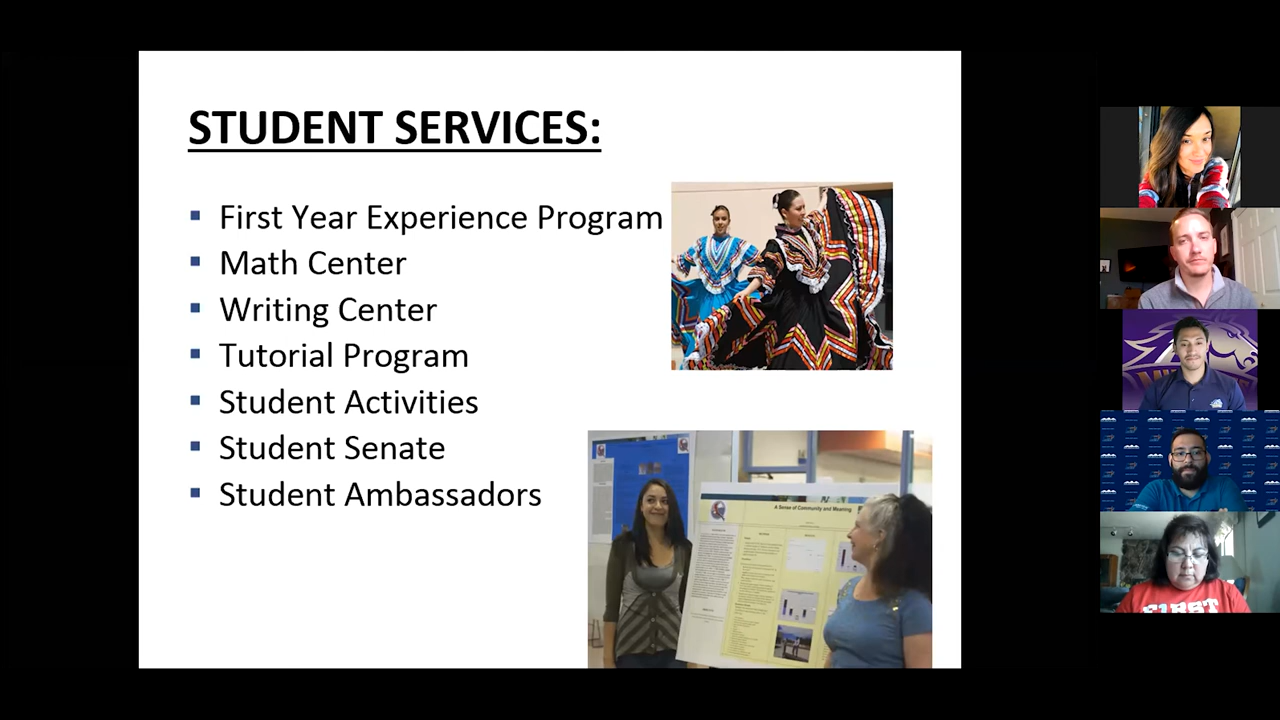 STUDENT SERVICES:
First Year Experience Program
Math Center
Writing Center
Tutorial Program
Student Activities
Student Senate
Student Ambassadors
A Sense of Community and Meaning
FIRST